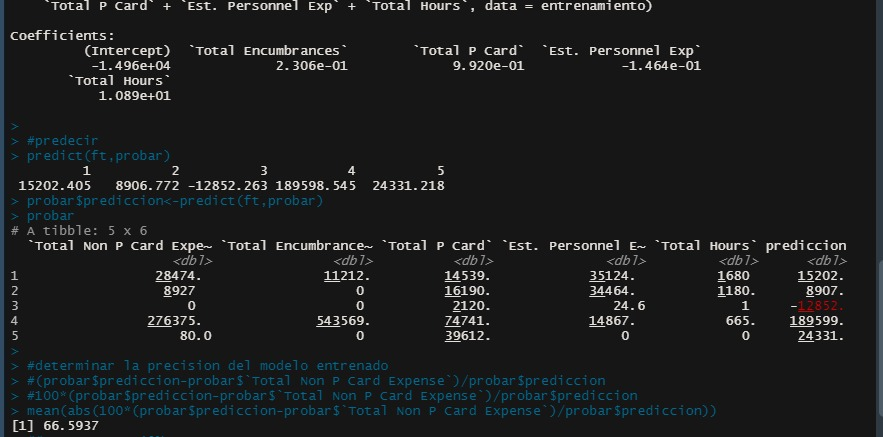 `Total P Card` + `Est. Personnel Exp` + `Total Hours`, data = entrenamiento)
Coefficients:
(Intercept) `Total Encumbrances` `Total P Card` `Est. Personnel Exp`
-1.496e+04 2.306e-01 9.920e-01 -1.464e-01
`Total Hours`
1.089e+01
>
> #predecir
> predict(ft,probar)
1 2 3 4 5
15202.405 8906.772 -12852.263 189598.545 24331.218
> probar$prediccion<-predict(ft,probar)
> probar
# A tibble: 5 x 6
`Total Non P Card Expe~ `Total Encumbrance~ `Total P Card` `Est. Personnel E~ `Total Hours` prediccion
<dbl> <dbl> <dbl> <dbl> <dbl> <dbl>
1 28474. 11212. 14539. 35124. 1680 15202.
2 8927 0 16190. 34464. 1180. 8907.
3 0 0 2120. 24.6 1 -12852.
4 276375. 543569. 74741. 14867. 665. 189599.
5 80.0 0 39612. 0 0 24331.
>
> #determinar la precision del modelo entrenado
> #(probar$prediccion-probar$`Total Non P Card Expense`)/probar$prediccion
> #100*(probar$prediccion-probar$`Total Non P Card Expense`)/probar$prediccion
> mean(abs(100*(probar$prediccion-probar$`Total Non P Card Expense`)/probar$prediccion))
[1] 66.5937